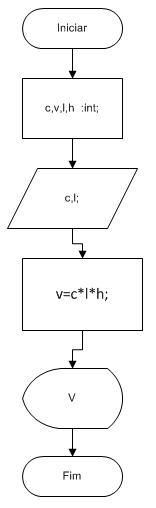 Iniciar
c,v,l,h :int;
c,l;
v=c*l*h;
V
Fim